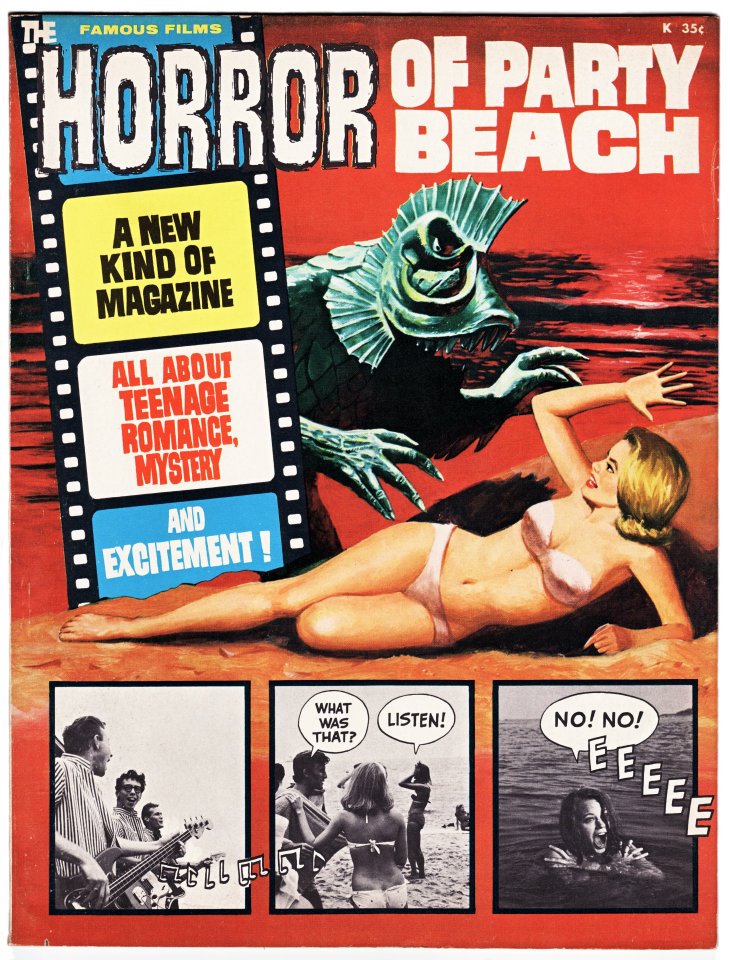 THE
FAMOUS FILMS
K 35¢
HORROR
OF PARTY
BEACH
A NEW
KIND OF
MAGAZINE
ALL ABOUT
TEENAGE
ROMANCE,
MYSTERY
AND
EXCITEMENT!
WHAT
WAS
THAT?
LISTEN!
NO! NO!
EEEEE